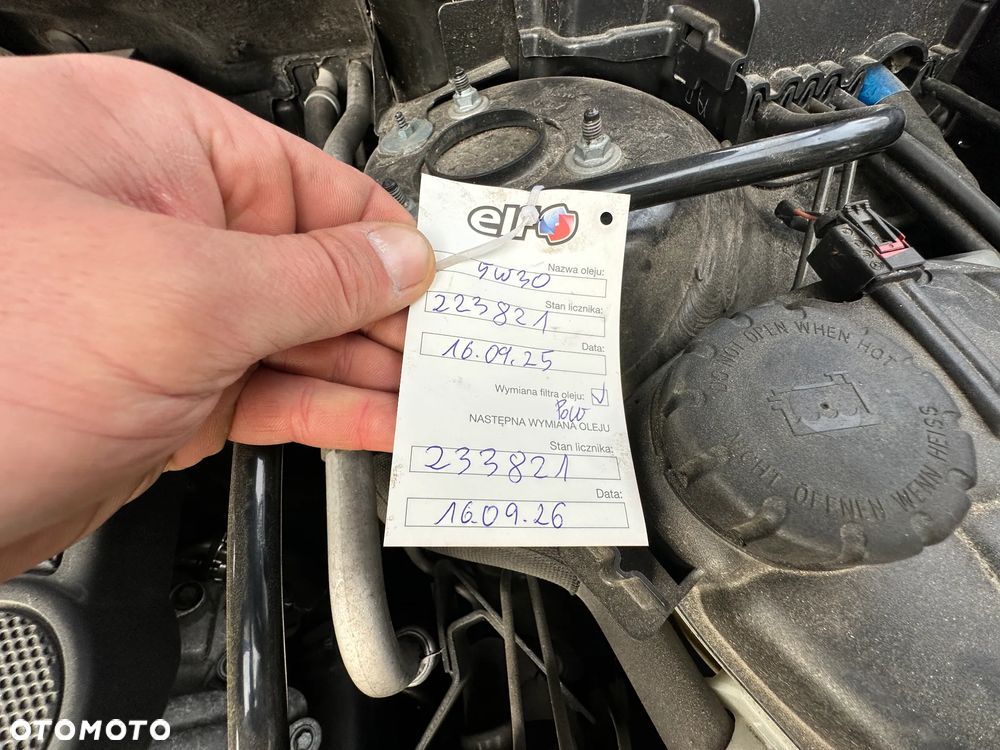 elf
Nazwa oleju:
5W30
Stan licznika:
223821
Data:
16.09.25
Wymiana filtra oleju: ✓
Pow
NASTĘPNA WYMIANA OLEJU
Stan licznika:
233821
Data:
16.09.26
DO NOT OPEN WHEN HOT
NICHT ÖFFNEN WENN HEISS
OTOMOTO